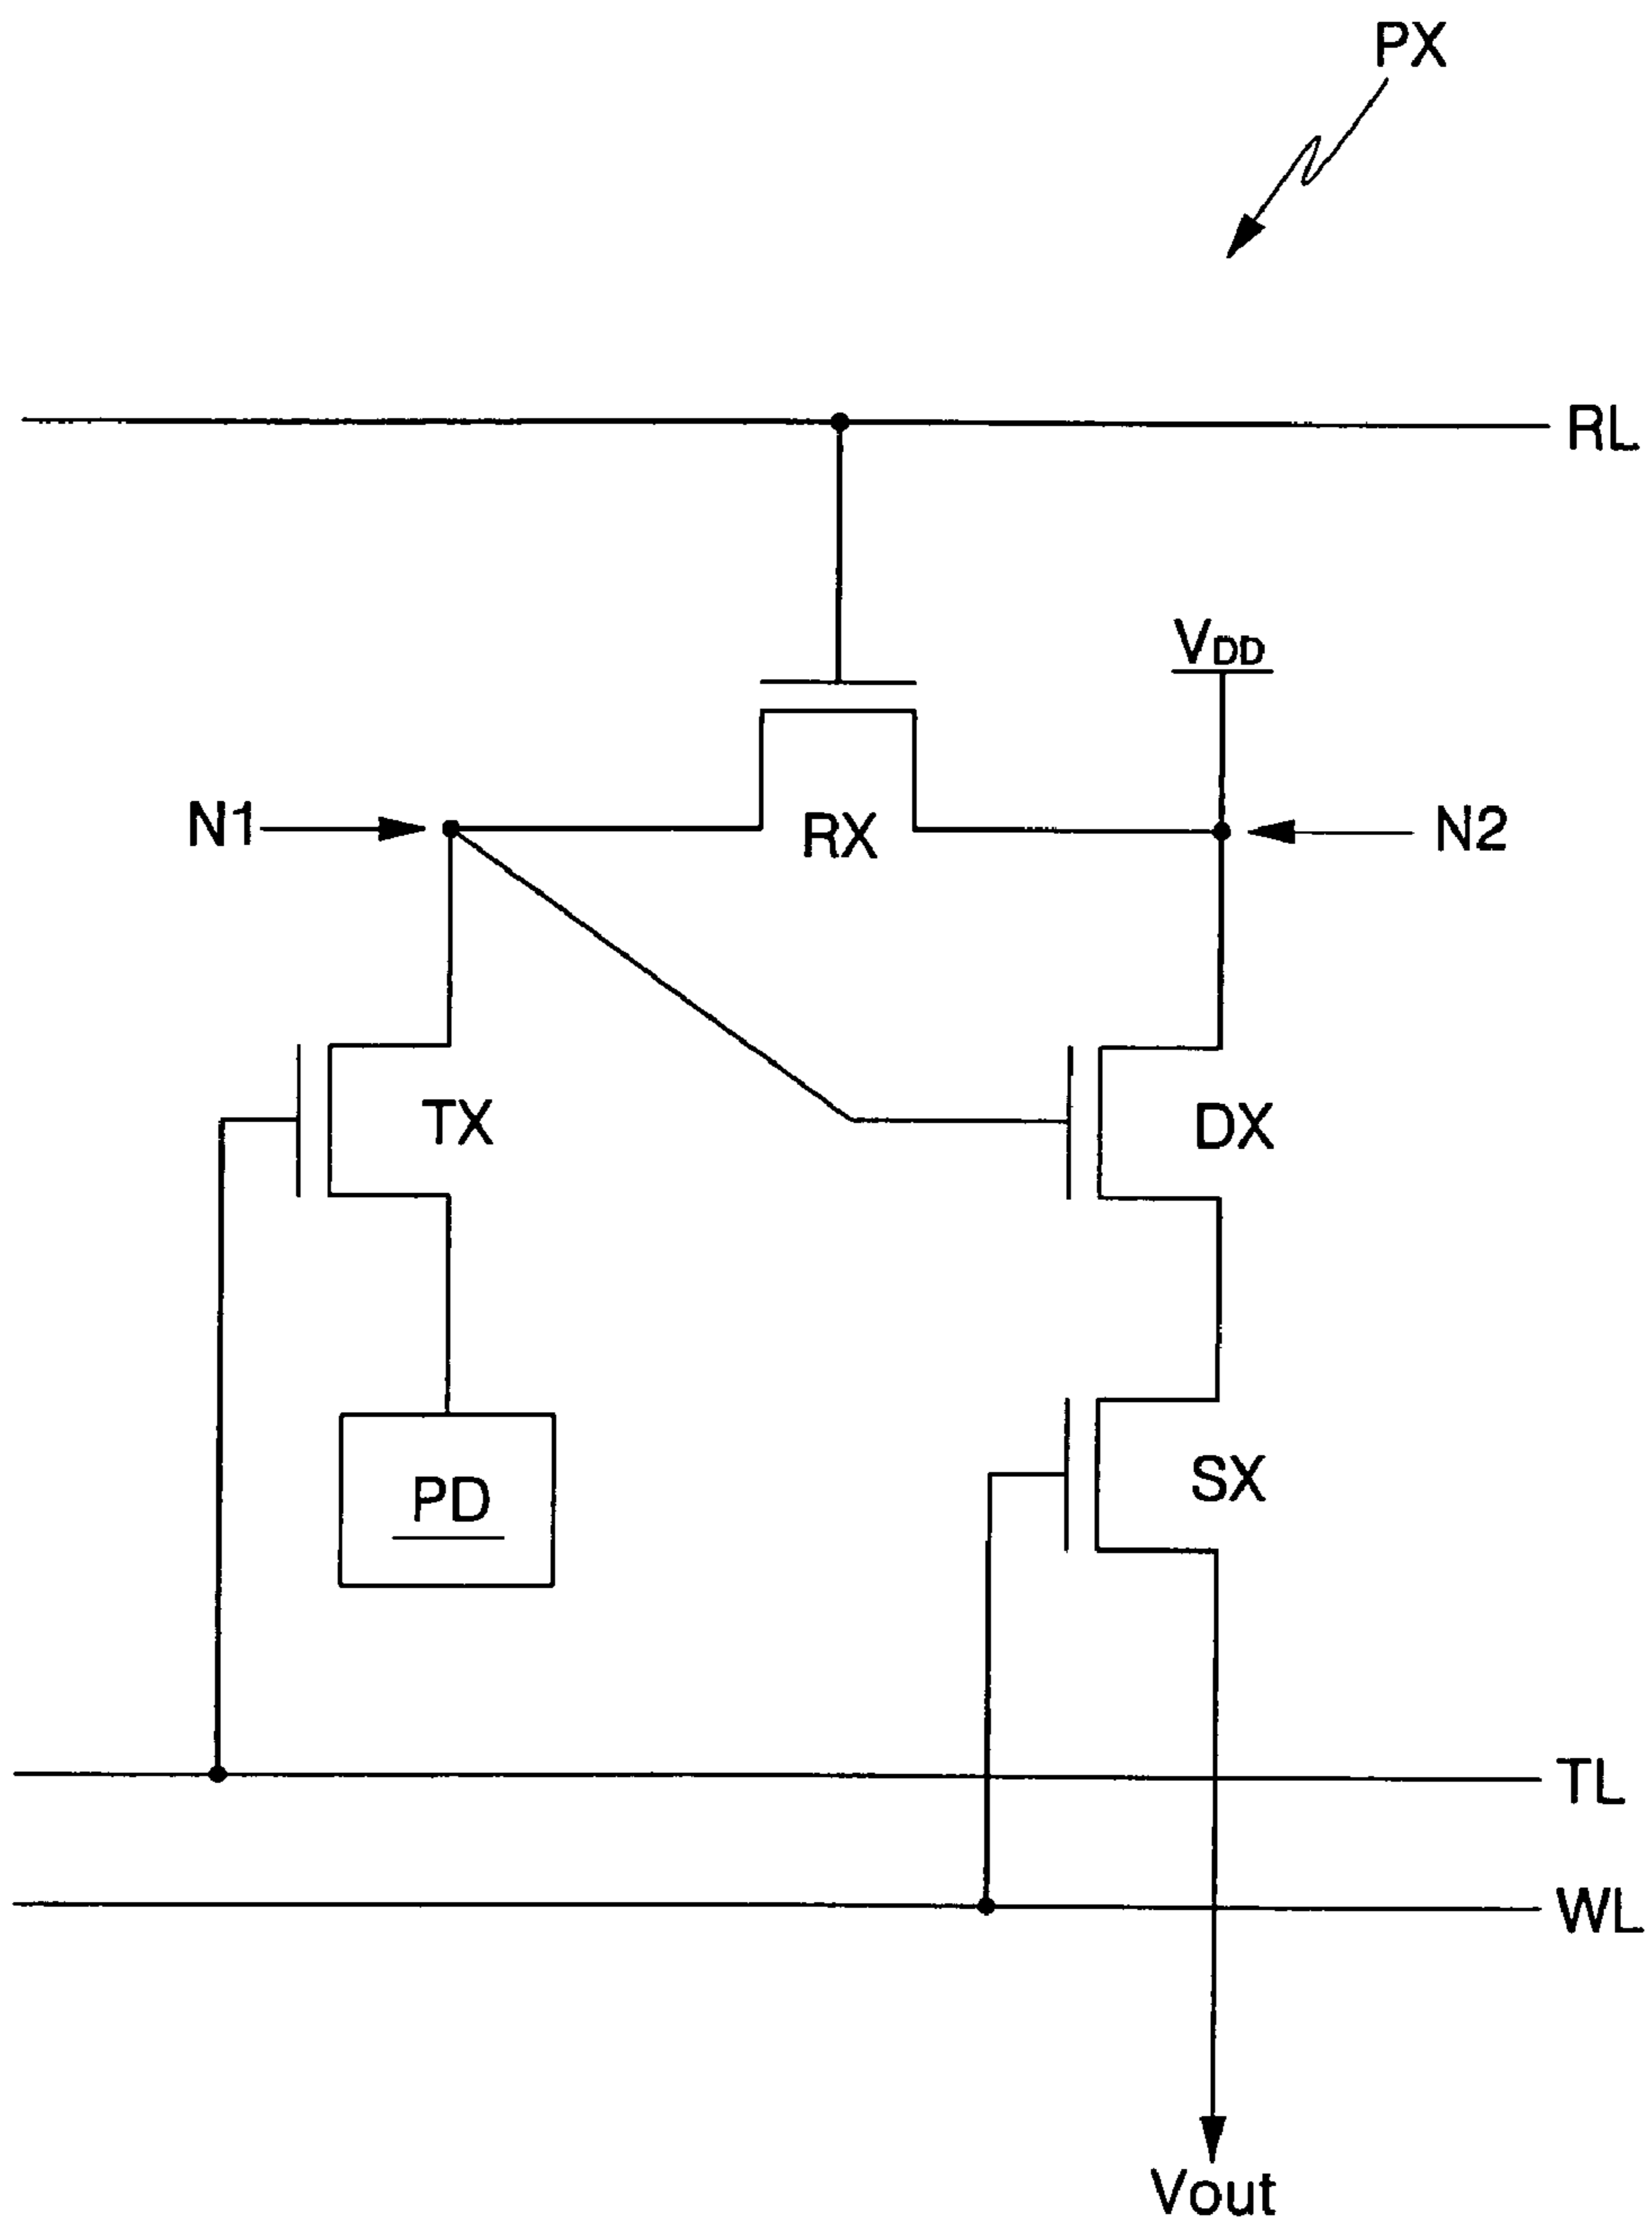 PX
RL
VDD
N1
RX
N2
TX
DX
SX
PD
TL
WL
Vout